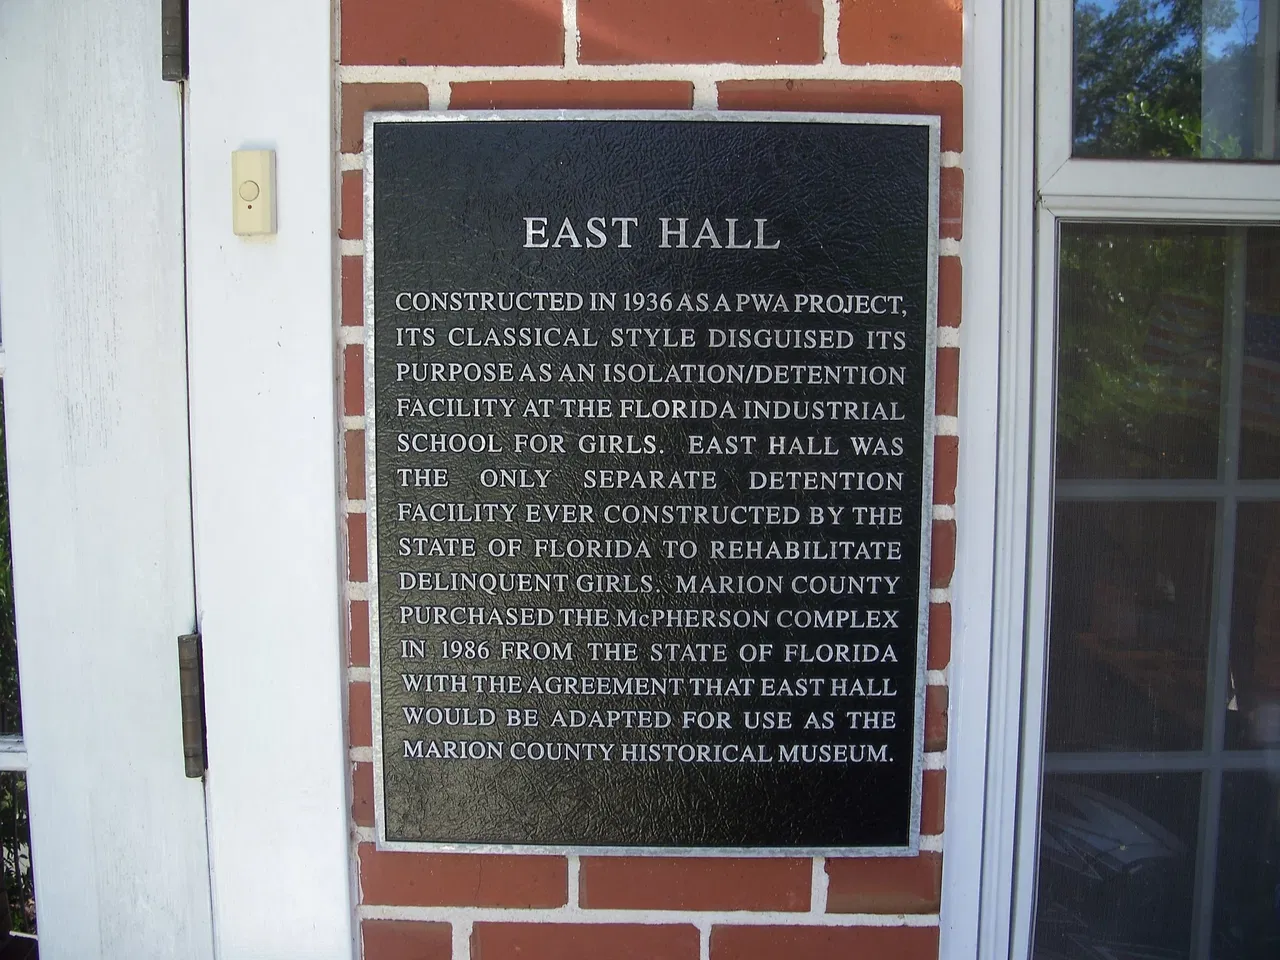 EAST HALL
CONSTRUCTED IN 1936 AS A PWA PROJECT,
ITS CLASSICAL STYLE DISGUISED ITS
PURPOSE AS AN ISOLATION/DETENTION
FACILITY AT THE FLORIDA INDUSTRIAL
SCHOOL FOR GIRLS. EAST HALL WAS
THE ONLY SEPARATE DETENTION
FACILITY EVER CONSTRUCTED BY THE
STATE OF FLORIDA TO REHABILITATE
DELINQUENT GIRLS. MARION COUNTY
PURCHASED THE McPHERSON COMPLEX
IN 1986 FROM THE STATE OF FLORIDA
WITH THE AGREEMENT THAT EAST HALL
WOULD BE ADAPTED FOR USE AS THE
MARION COUNTY HISTORICAL MUSEUM.